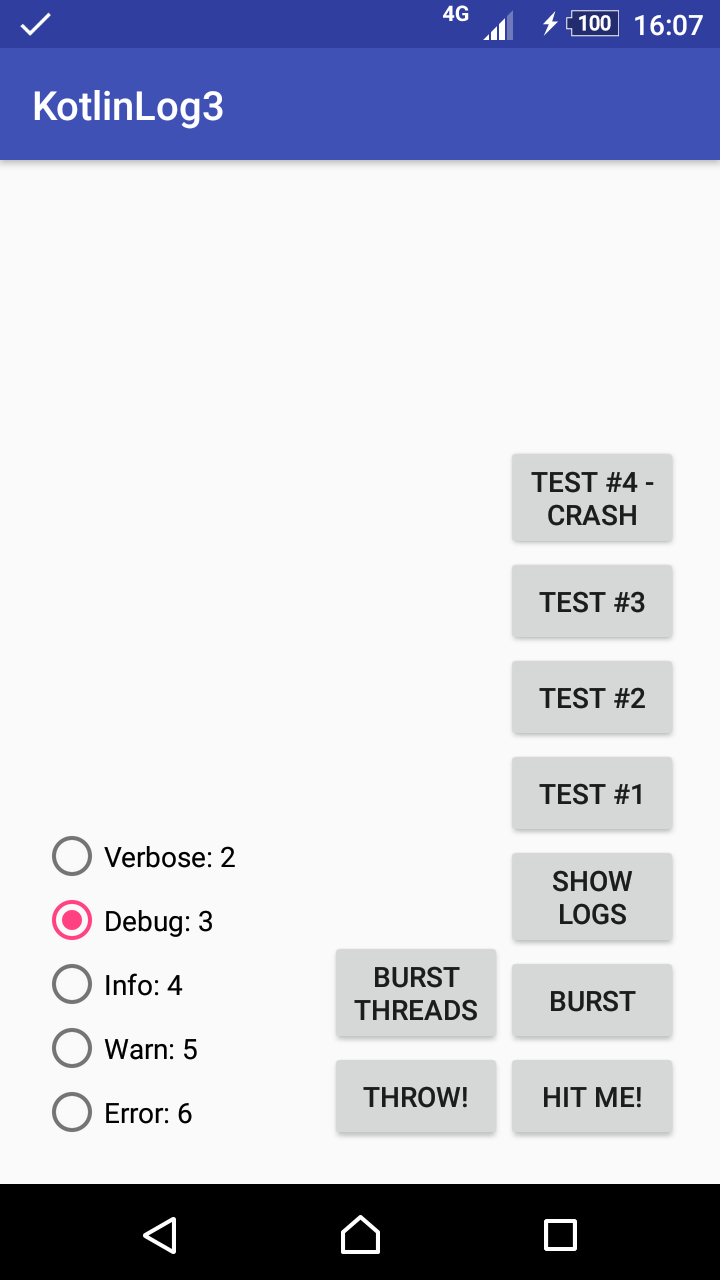 4G 100 16:07
KotlinLog3
TEST #4 -
CRASH
TEST #3
TEST #2
TEST #1
SHOW
LOGS
Verbose: 2
Debug: 3
Info: 4
Warn: 5
Error: 6
BURST
THREADS
BURST
THROW!
HIT ME!